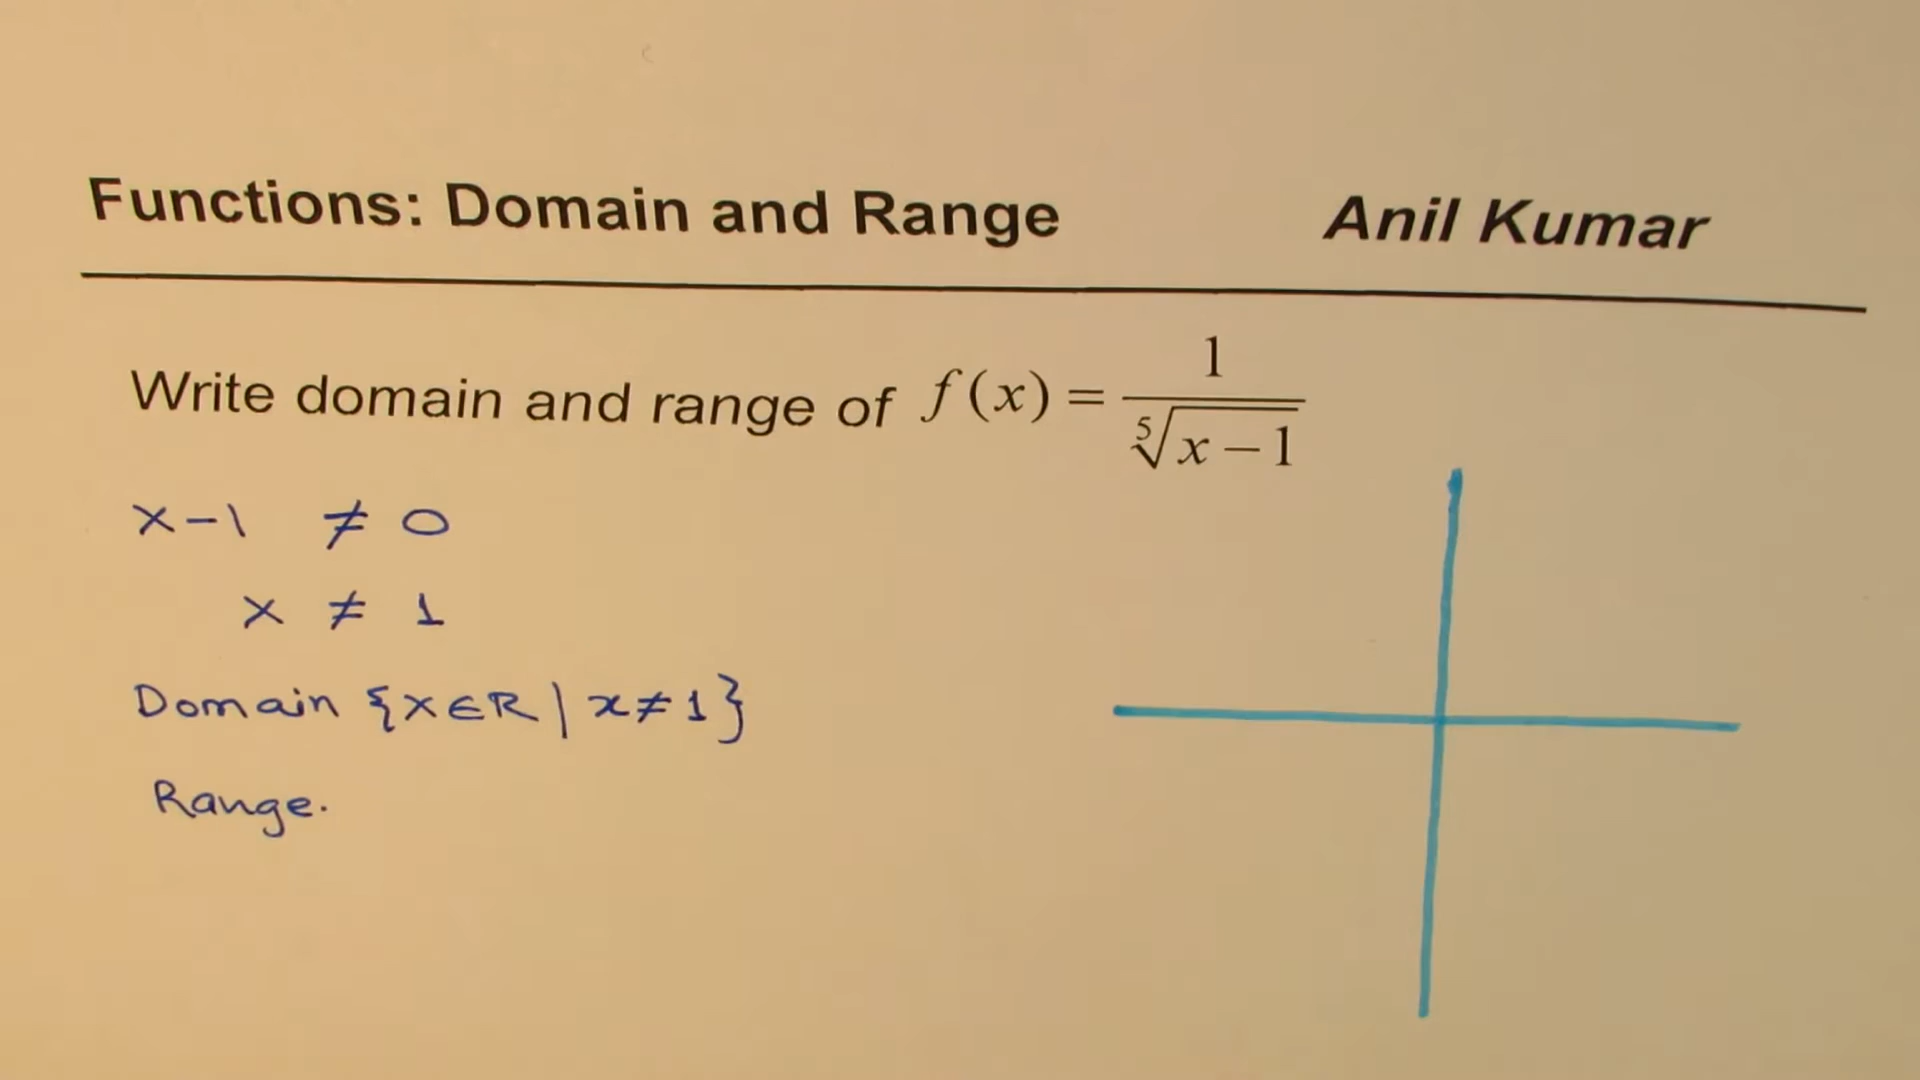 Functions: Domain and Range Anil Kumar
Write domain and range of f(x) = 1 / ⁵√(x − 1)
x-1 ≠ 0
x ≠ 1
Domain {x∈R | x≠1}
Range.